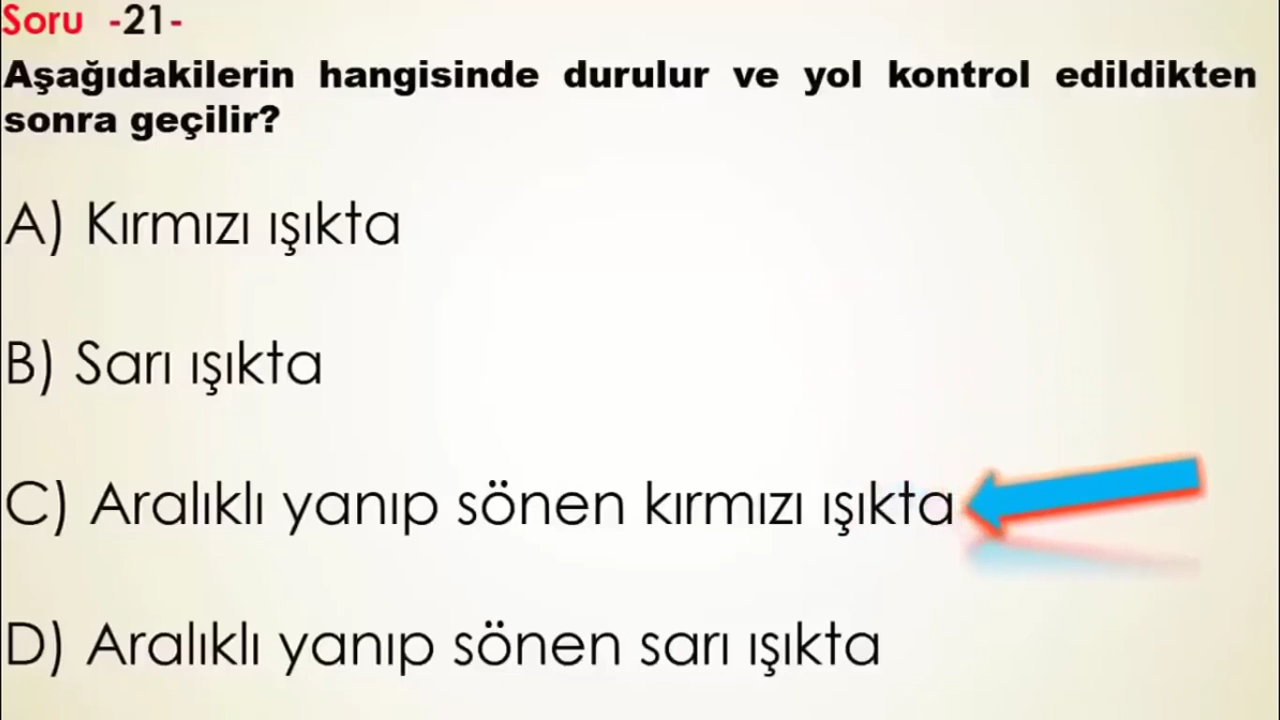 Soru -21-
Aşağıdakilerin hangisinde durulur ve yol kontrol edildikten
sonra geçilir?
A) Kırmızı ışıkta
B) Sarı ışıkta
C) Aralıklı yanıp sönen kırmızı ışıkta
D) Aralıklı yanıp sönen sarı ışıkta